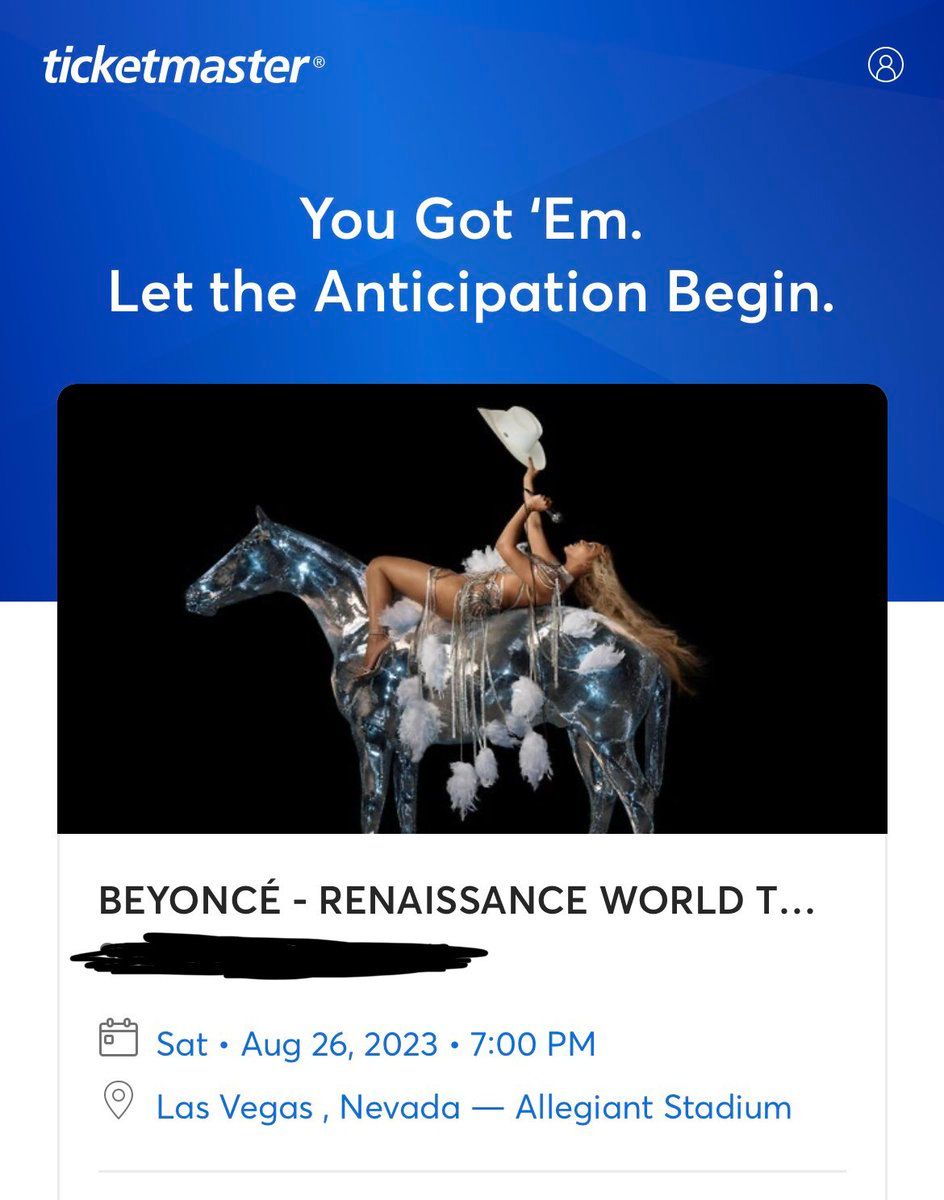 ticketmaster®
You Got ‘Em.
Let the Anticipation Begin.
BEYONCÉ - RENAISSANCE WORLD T...
Sat • Aug 26, 2023 • 7:00 PM
Las Vegas , Nevada — Allegiant Stadium